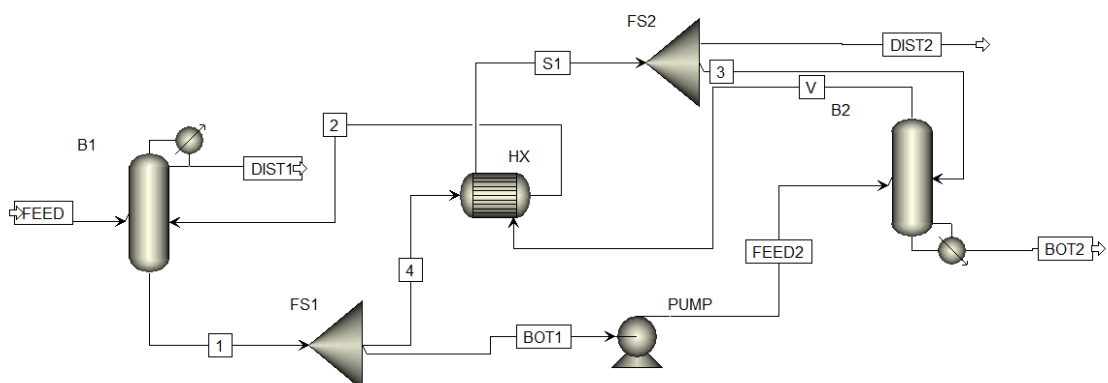 FS2
DIST2
S1
3
V
B2
2
B1
HX
DIST1
FEED
4
FEED2
BOT2
FS1
PUMP
1
BOT1